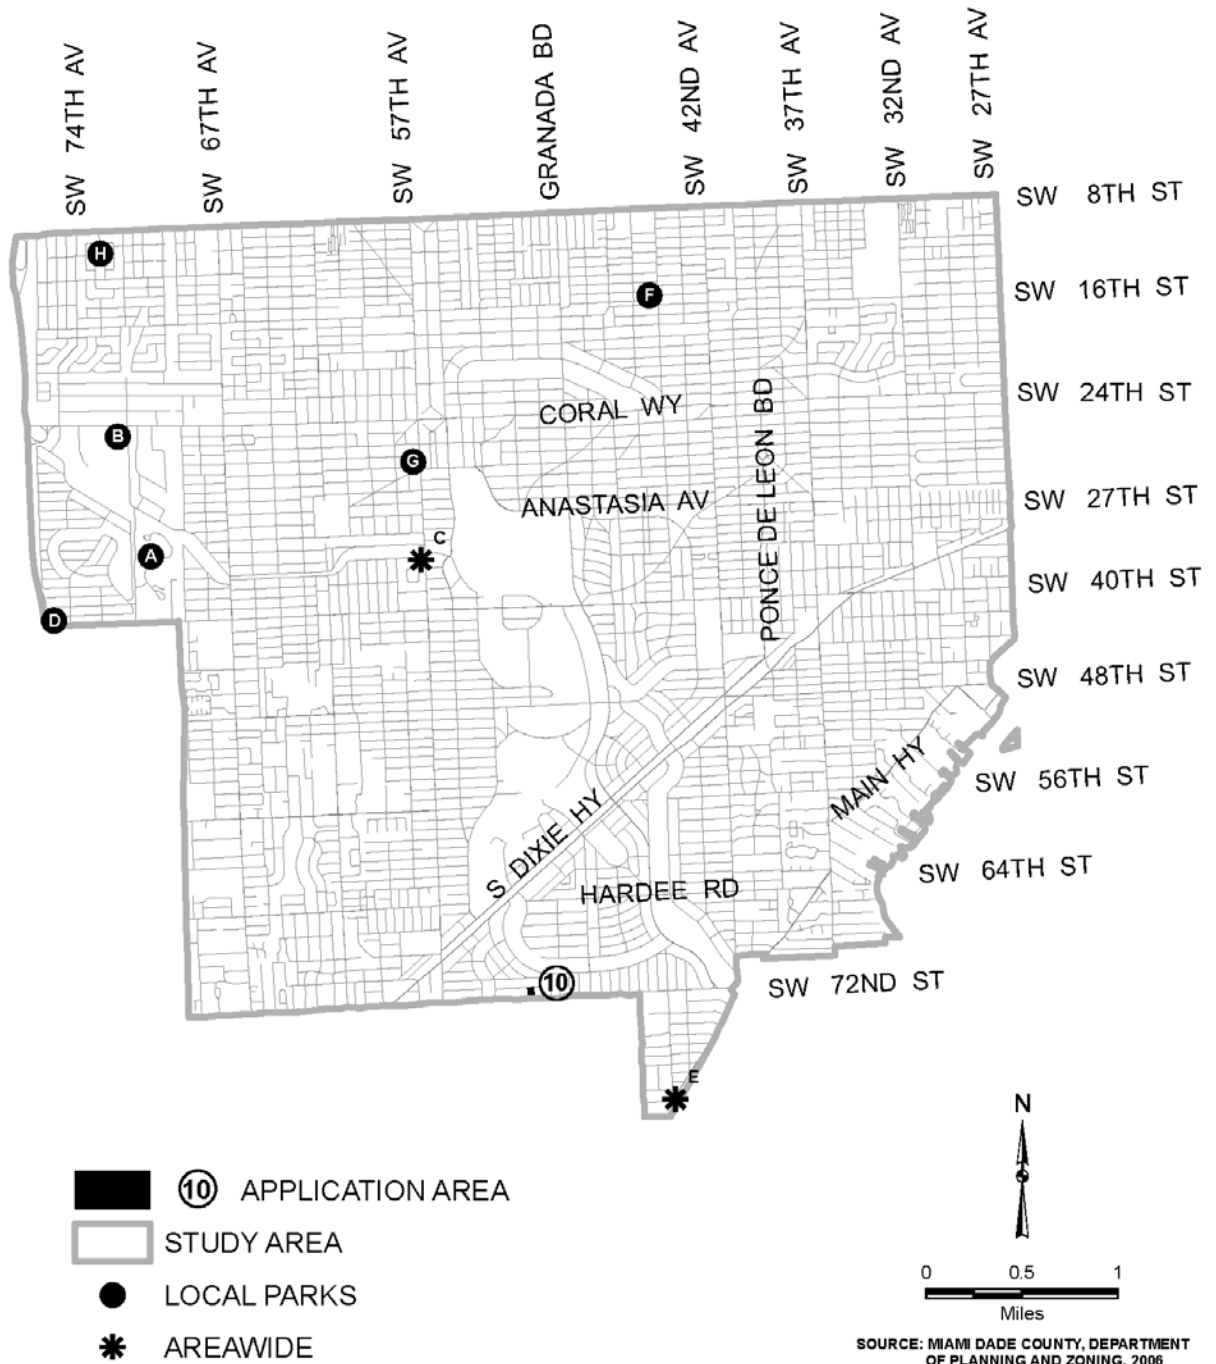 SW 74TH AV
SW 67TH AV
SW 57TH AV
GRANADA BD
SW 42ND AV
SW 37TH AV
SW 32ND AV
SW 27TH AV
SW 8TH ST
H
F
SW 16TH ST
SW 24TH ST
CORAL WY
PONCE DE LEON BD
B
G
ANASTASIA AV
SW 27TH ST
C
A
SW 40TH ST
D
SW 48TH ST
MAIN HY
SW 56TH ST
S DIXIE HY
SW 64TH ST
HARDEE RD
10
SW 72ND ST
E
N
10 APPLICATION AREA
STUDY AREA
LOCAL PARKS
AREAWIDE
0 0.5 1
Miles
SOURCE: MIAMI DADE COUNTY, DEPARTMENT
OF PLANNING AND ZONING, 2006